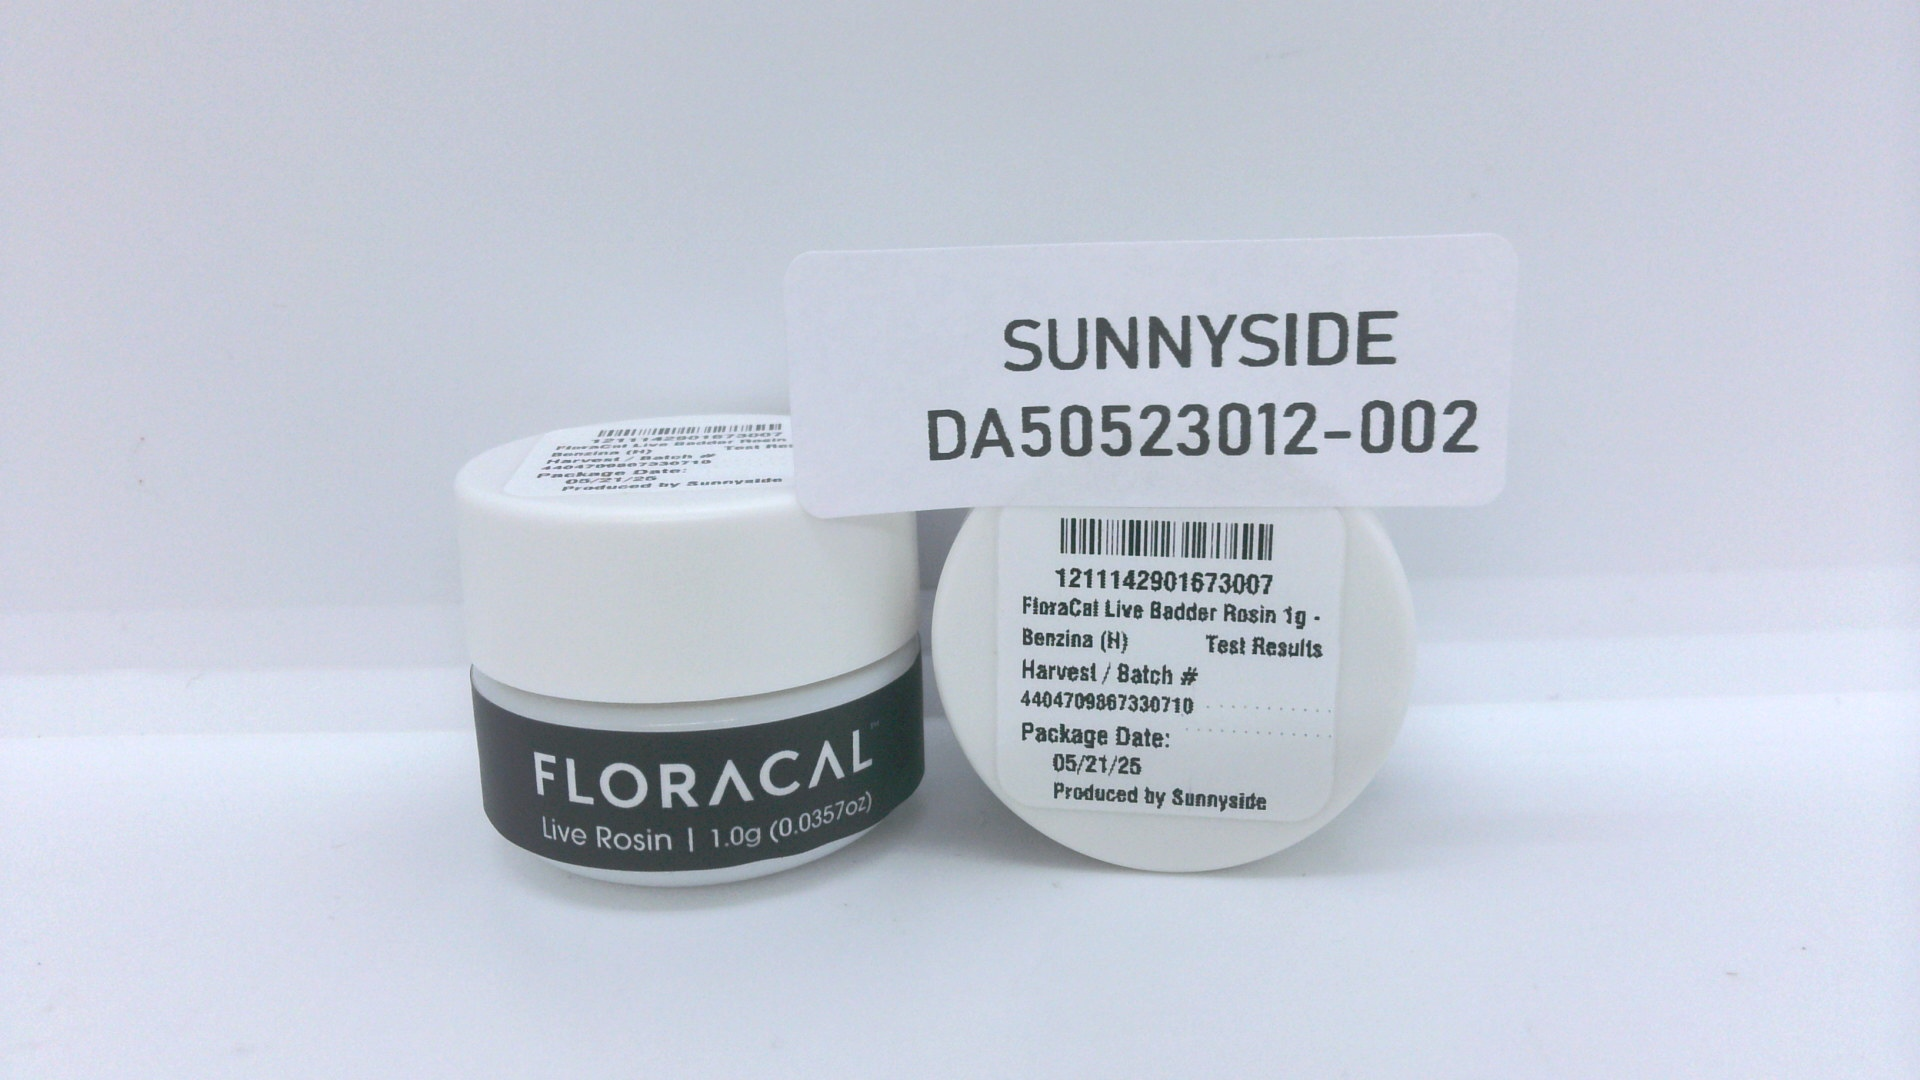 SUNNYSIDE
DA50523012-002
1211142901673007
FloraCal Live Badder Rosin
Benzina (H) Test
Harvest / Batch #
4404709867330710
Package Date:
05/21/25
Produced by Sunnyside
FLORACAL™
Live Rosin | 1.0g (0.0357oz)
1211142901673007
FloraCal Live Badder Rosin 1g -
Benzina (H) Test Results
Harvest / Batch #
4404709867330710
Package Date:
05/21/25
Produced by Sunnyside